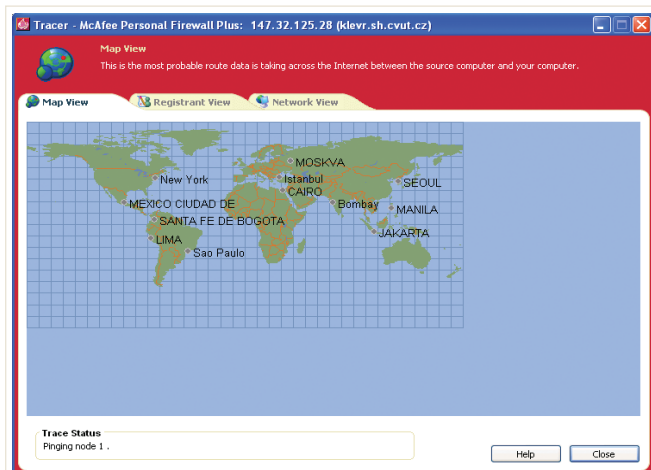 Tracer - McAfee Personal Firewall Plus: 147.32.125.28 (klevr.sh.cvut.cz)
Map View
This is the most probable route data is taking across the Internet between the source computer and your computer.
Map View Registrant View Network View
MOSKVA
New York Istanbul SEOUL
CAIRO
MEXICO CIUDAD DE Bombay MANILA
SANTA FE DE BOGOTA
LIMA JAKARTA
Sao Paulo
Trace Status
Pinging node 1 .
Help Close